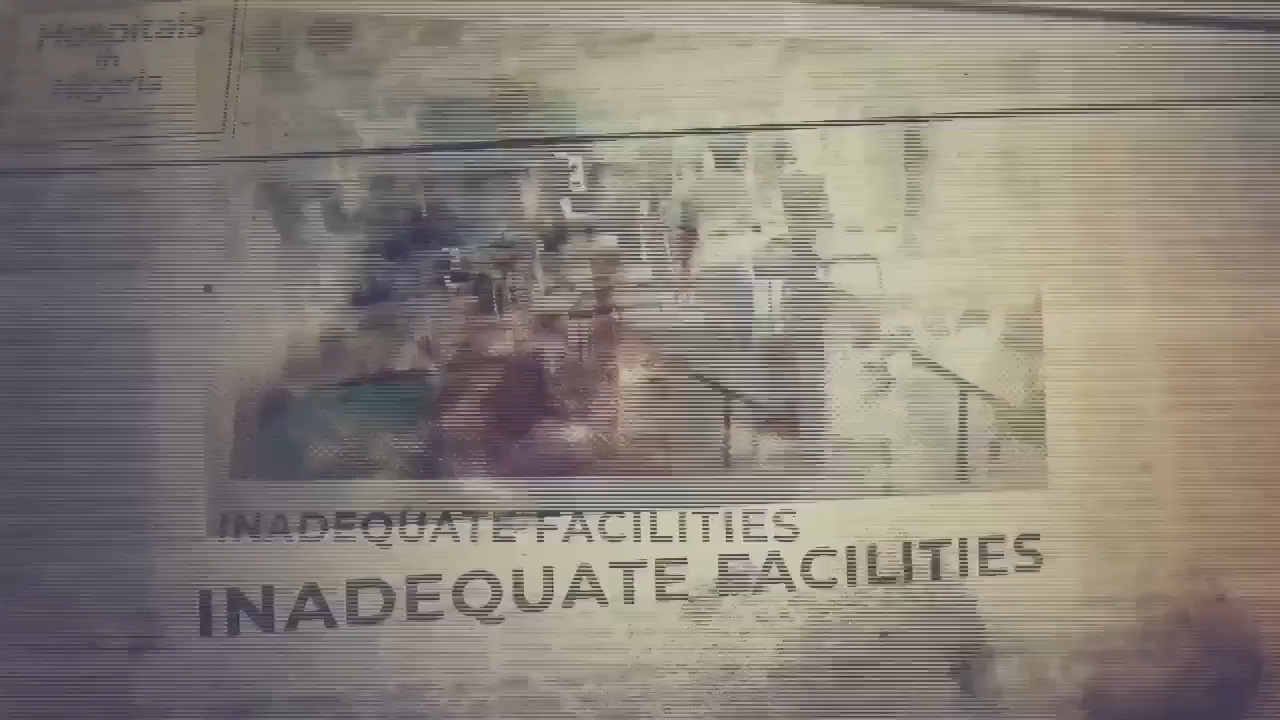 Hospitals
in
nigeria
INADEQUATE FACILITIES
INADEQUATE FACILITIES